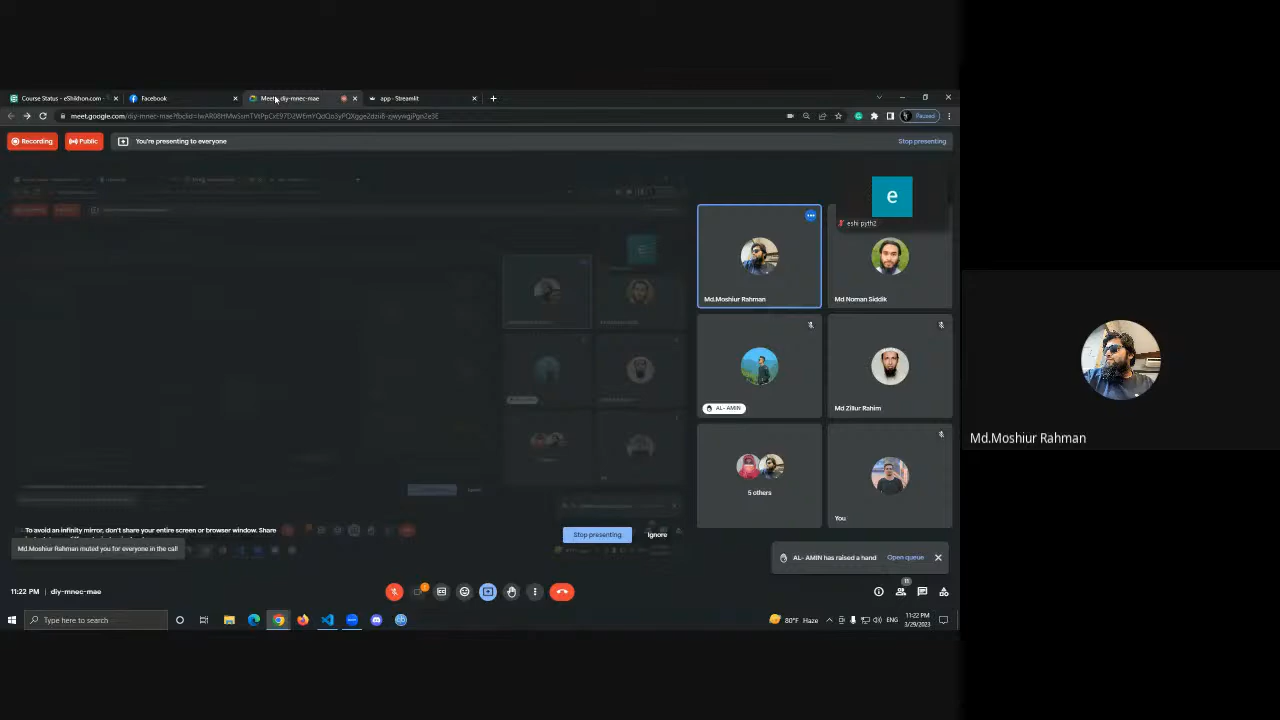 Course Status - eShikhon.com -
Facebook
Meet - diy-mnec-mae
app · Streamlit
Paused
Recording
Public
You're presenting to everyone
Stop presenting
e
eshi pyth2
Md.Moshiur Rahman
Md Noman Siddik
AL- AMIN
Md Zillur Rahim
5 others
You
Md.Moshiur Rahman
To avoid an infinity mirror, don't share your entire screen or browser window. Share
Stop presenting
Ignore
Md.Moshiur Rahman muted you for everyone in the call
AL- AMIN has raised a hand
Open queue
11:22 PM | diy-mnec-mae
11
Type here to search
80°F Haze
ENG
11:22 PM
3/29/2023